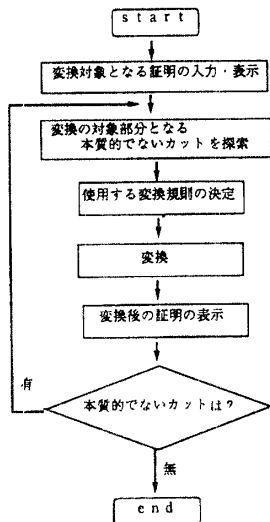 start
変換対象となる証明の入力・表示
変換の対象部分となる
本質的でないカットを探索
使用する変換規則の決定
変換
変換後の証明の表示
有
本質的でないカットは?
無
end